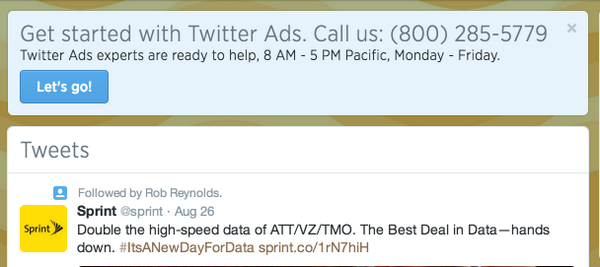 Get started with Twitter Ads. Call us: (800) 285-5779
×
Twitter Ads experts are ready to help, 8 AM - 5 PM Pacific, Monday - Friday.
Let's go!
Tweets
Followed by Rob Reynolds.
Sprint @sprint · Aug 26
Sprint
Double the high-speed data of ATT/VZ/TMO. The Best Deal in Data—hands
down. #ItsANewDayForData sprint.co/1rN7hiH